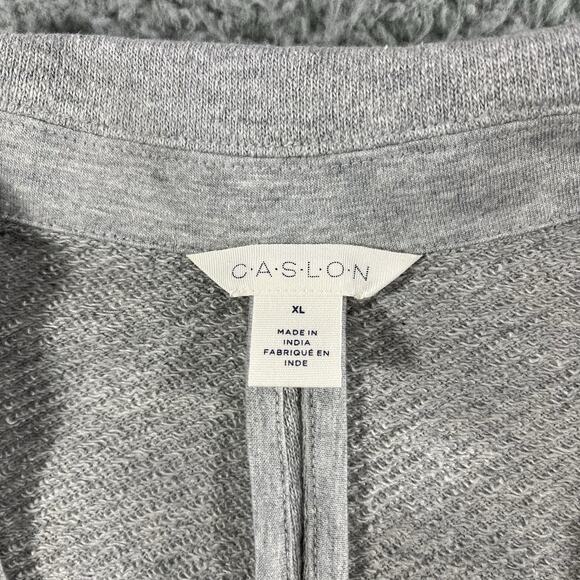 C·A·S·L·O·N
XL
MADE IN
INDIA
FABRIQUÉ EN
INDE